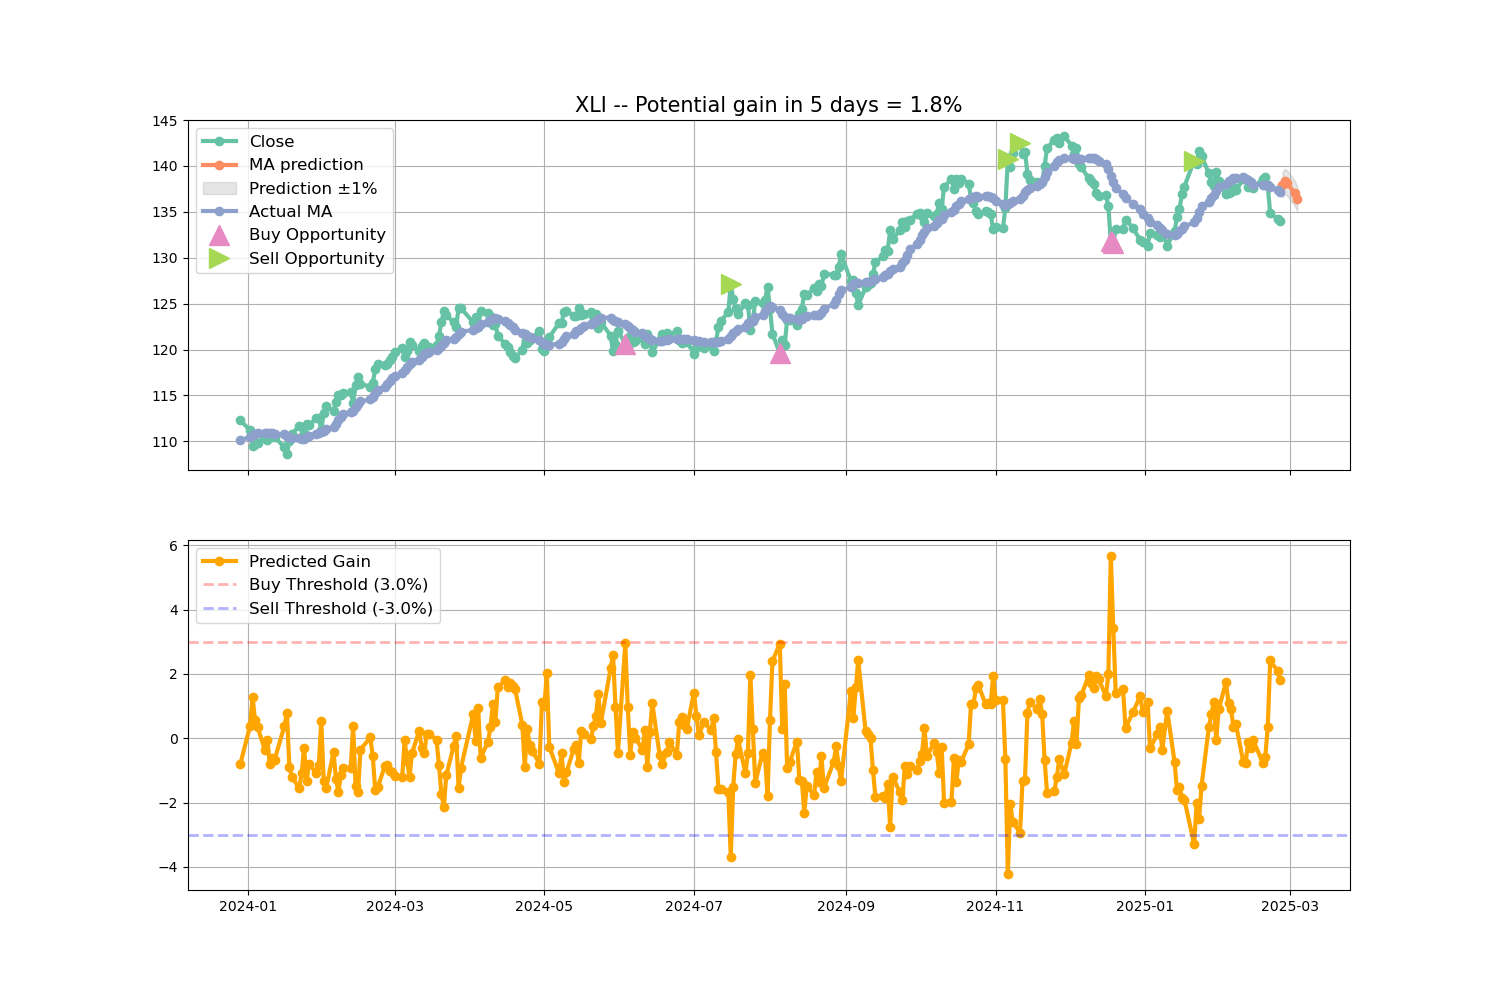 XLI -- Potential gain in 5 days = 1.8%
145
140
135
130
125
120
115
110
Close
MA prediction
Prediction ±1%
Actual MA
Buy Opportunity
Sell Opportunity
6
4
2
0
−2
−4
Predicted Gain
Buy Threshold (3.0%)
Sell Threshold (-3.0%)
2024-01
2024-03
2024-05
2024-07
2024-09
2024-11
2025-01
2025-03